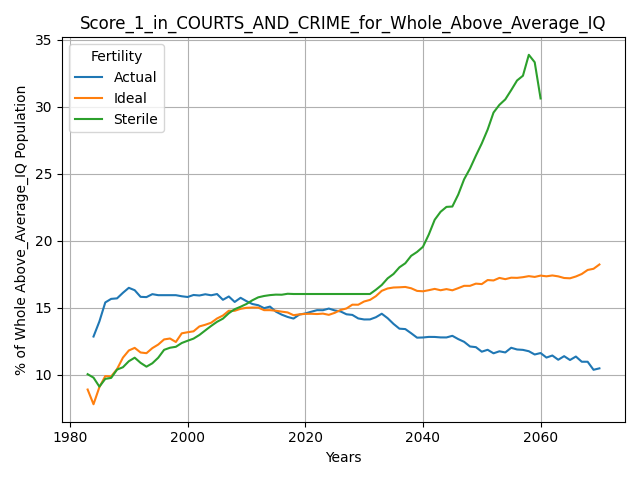 Score_1_in_COURTS_AND_CRIME_for_Whole_Above_Average_IQ
35
30
25
20
15
10
% of Whole Above_Average_IQ Population
Fertility
Actual
Ideal
Sterile
1980
2000
2020
2040
2060
Years